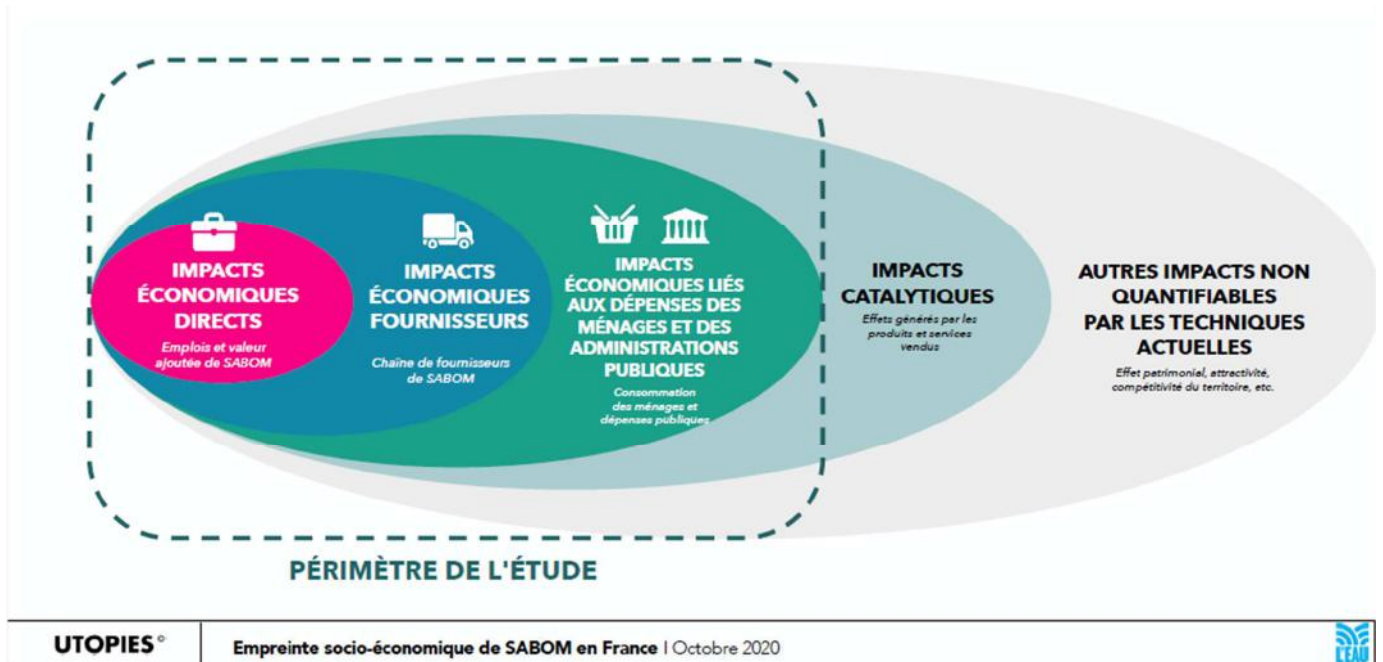 IMPACTS
ÉCONOMIQUES
DIRECTS
Emplois et valeur
ajoutée de SABOM
IMPACTS
ÉCONOMIQUES
FOURNISSEURS
Chaîne de fournisseurs
de SABOM
IMPACTS
ÉCONOMIQUES LIÉS
AUX DÉPENSES DES
MÉNAGES ET DES
ADMINISTRATIONS
PUBLIQUES
Consommation
des ménages et
dépenses publiques
IMPACTS
CATALYTIQUES
Effets générés par les
produits et services
vendus
AUTRES IMPACTS NON
QUANTIFIABLES
PAR LES TECHNIQUES
ACTUELLES
Effet patrimonial, attractivité,
compétitivité du territoire, etc.
PÉRIMÈTRE DE L'ÉTUDE
UTOPIES©
Empreinte socio-économique de SABOM en France | Octobre 2020
L'EAU